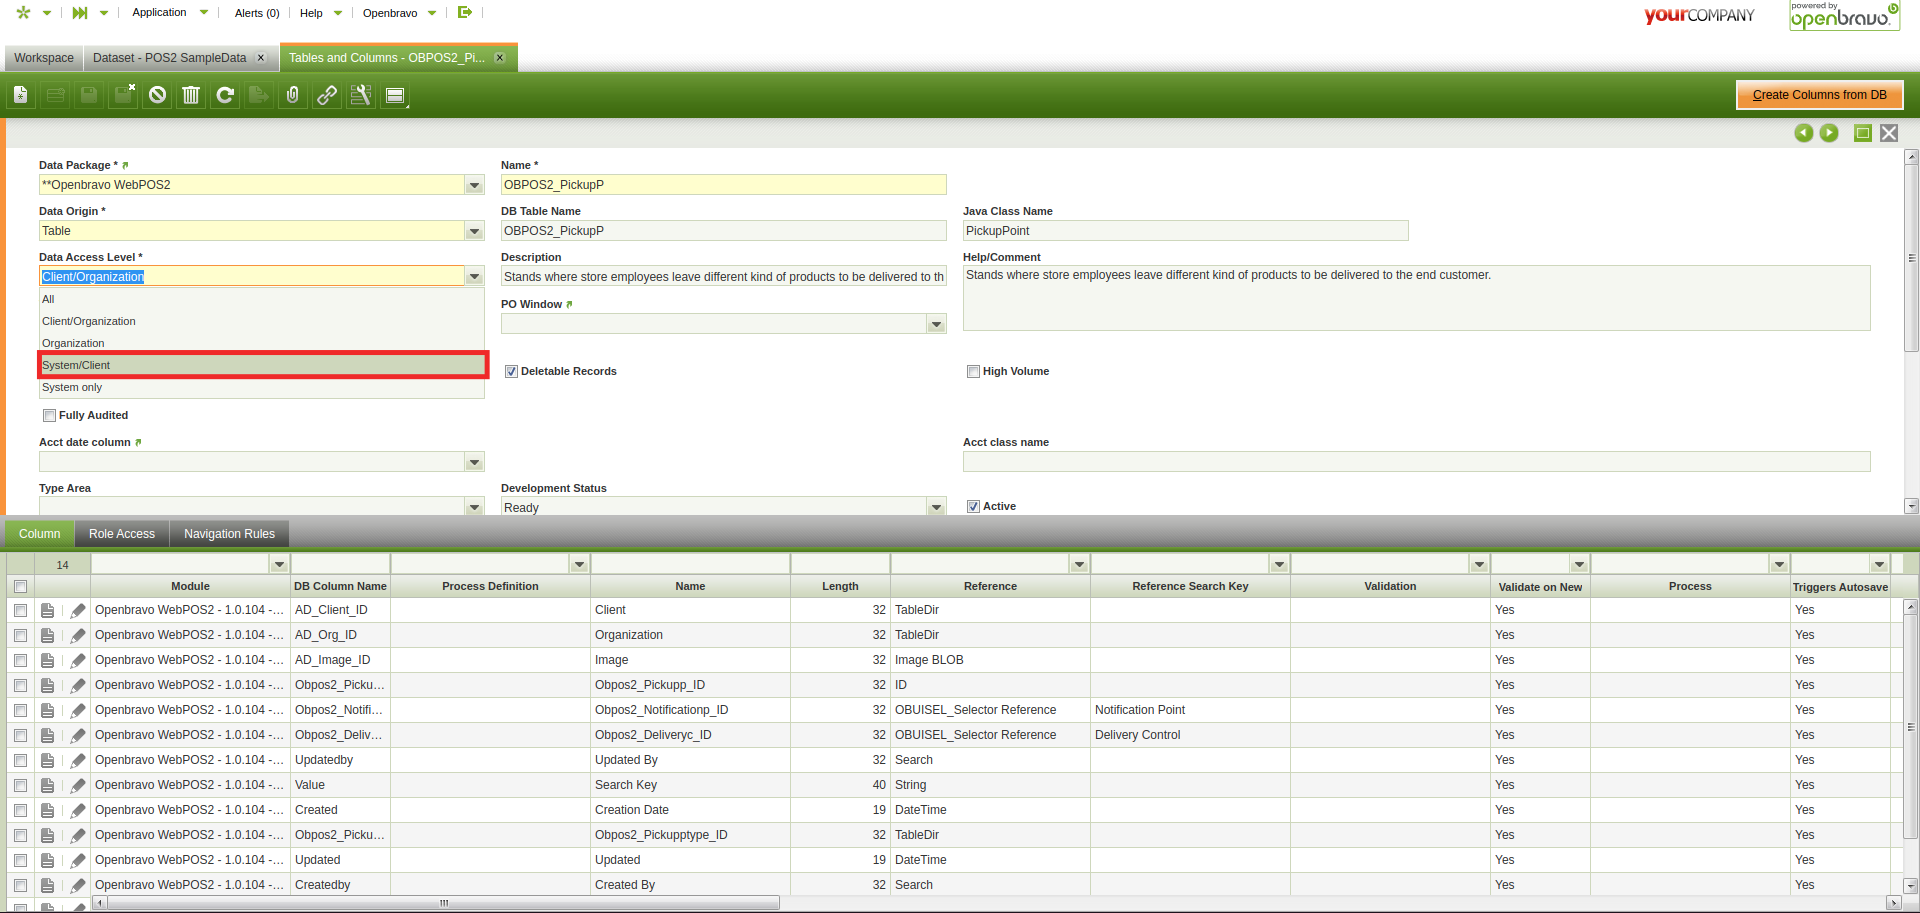 Application Alerts (0) Help Openbravo
yourCOMPANY
powered by
openbravo
Workspace Dataset - POS2 SampleData x Tables and Columns - OBPOS2_Pi... x
Create Columns from DB
Data Package * Name *
**Openbravo WebPOS2 OBPOS2_PickupP
Data Origin * DB Table Name Java Class Name
Table OBPOS2_PickupP PickupPoint
Data Access Level * Description Help/Comment
Client/Organization Stands where store employees leave different kind of products to be delivered to th Stands where store employees leave different kind of products to be delivered to the end customer.
All
PO Window
Client/Organization
Organization
System/Client
Deletable Records High Volume
System only
Fully Audited
Acct date column Acct class name
Type Area Development Status
Ready Active
Column Role Access Navigation Rules
14
Module DB Column Name Process Definition Name Length Reference Reference Search Key Validation Validate on New Process Triggers Autosave
Openbravo WebPOS2 - 1.0.104 -... AD_Client_ID Client 32 TableDir Yes Yes
Openbravo WebPOS2 - 1.0.104 -... AD_Org_ID Organization 32 TableDir Yes Yes
Openbravo WebPOS2 - 1.0.104 -... AD_Image_ID Image 32 Image BLOB Yes Yes
Openbravo WebPOS2 - 1.0.104 -... Obpos2_Picku... Obpos2_Pickupp_ID 32 ID Yes Yes
Openbravo WebPOS2 - 1.0.104 -... Obpos2_Notifi... Obpos2_Notificationp_ID 32 OBUISEL_Selector Reference Notification Point Yes Yes
Openbravo WebPOS2 - 1.0.104 -... Obpos2_Deliv... Obpos2_Deliveryc_ID 32 OBUISEL_Selector Reference Delivery Control Yes Yes
Openbravo WebPOS2 - 1.0.104 -... Updatedby Updated By 32 Search Yes Yes
Openbravo WebPOS2 - 1.0.104 -... Value Search Key 40 String Yes Yes
Openbravo WebPOS2 - 1.0.104 -... Created Creation Date 19 DateTime Yes Yes
Openbravo WebPOS2 - 1.0.104 -... Obpos2_Picku... Obpos2_Pickupptype_ID 32 TableDir Yes Yes
Openbravo WebPOS2 - 1.0.104 -... Updated Updated 19 DateTime Yes Yes
Openbravo WebPOS2 - 1.0.104 -... Createdby Created By 32 Search Yes Yes